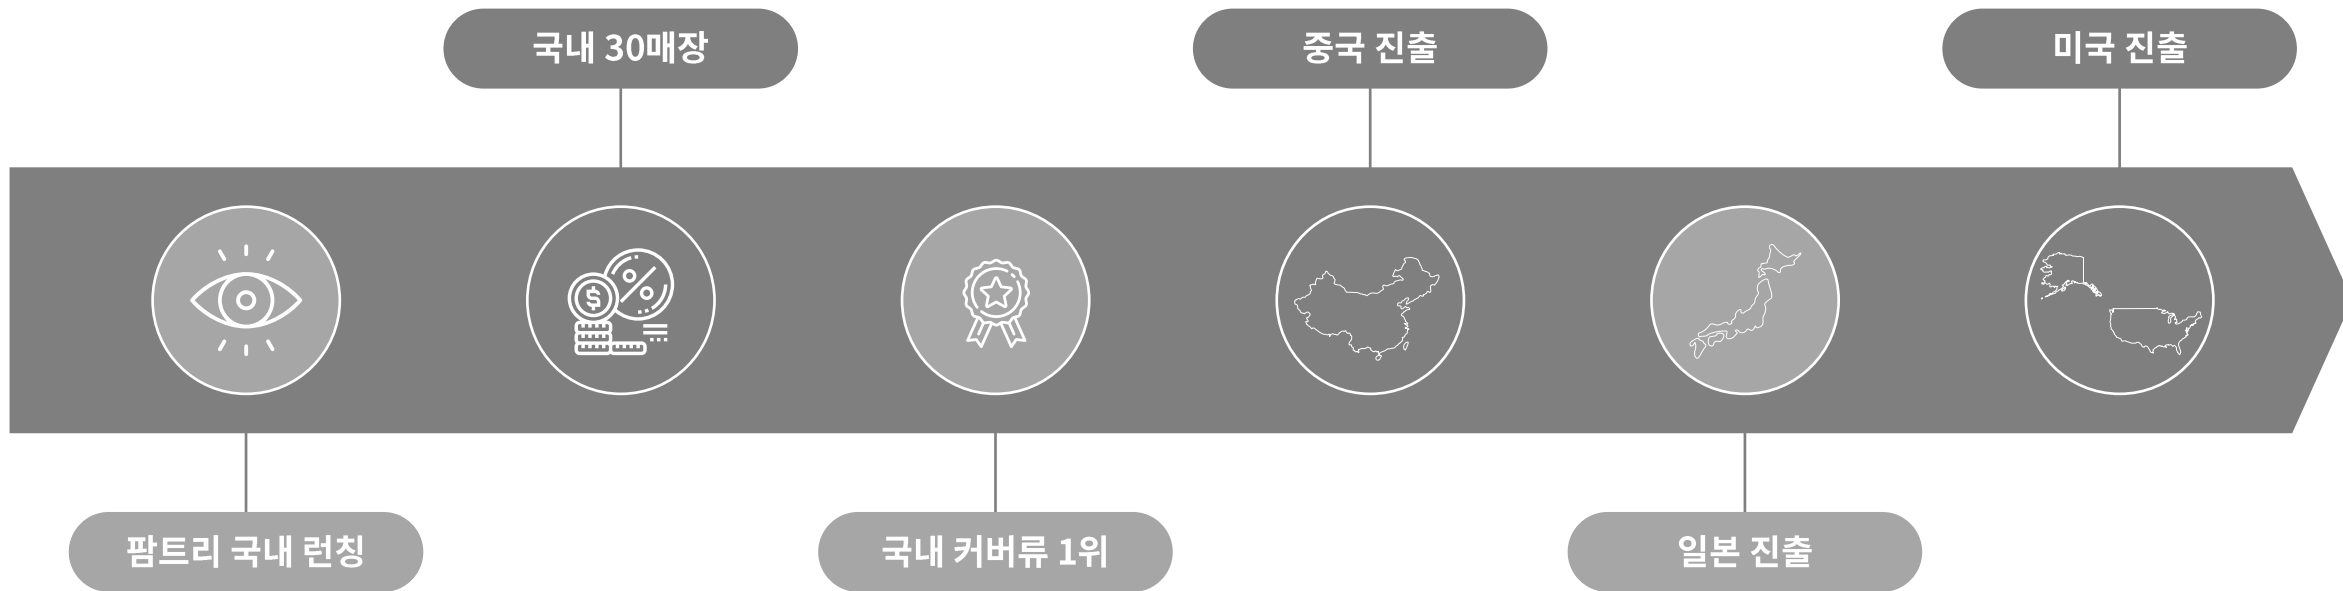 국내 30매장
중국 진출
미국 진출
$
%
팜트리 국내 런칭
국내 커버류 1위
일본 진출